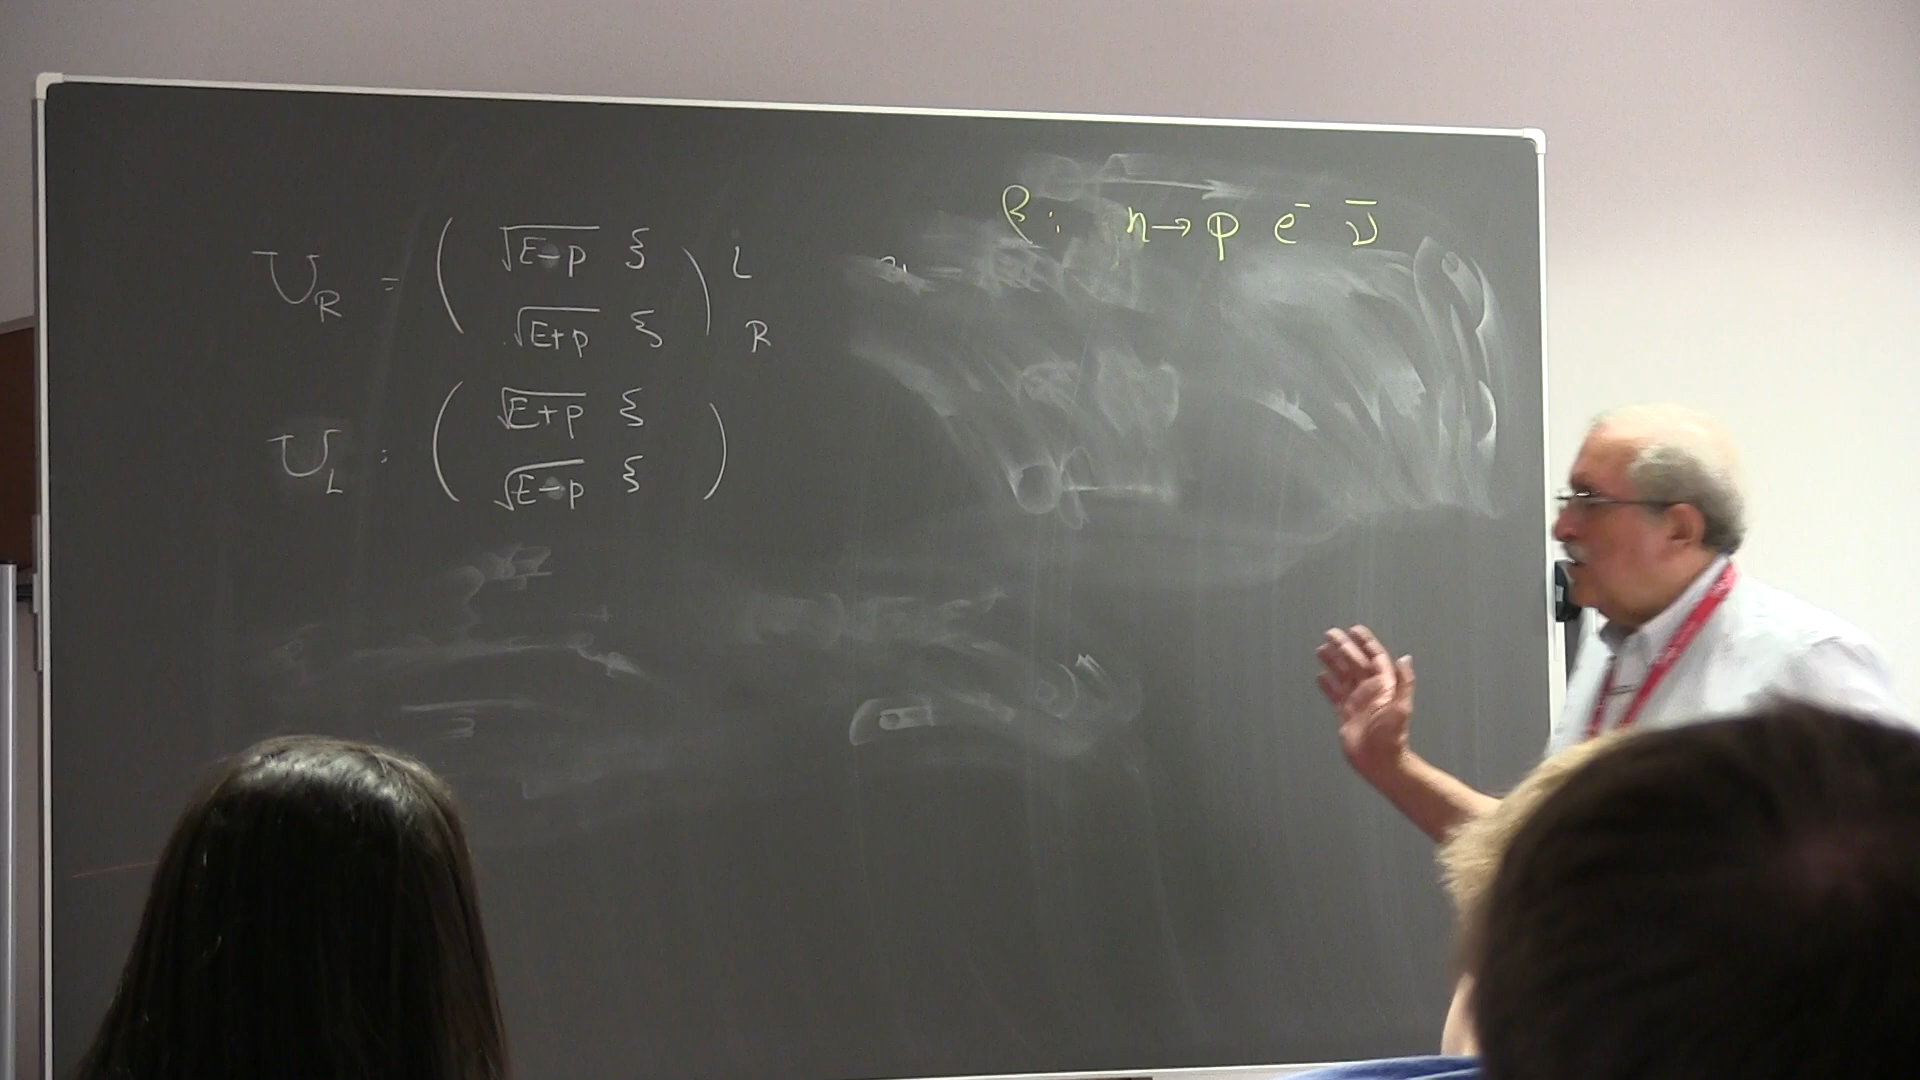 U_R = ( √(E-p) ξ ) L
√(E+p) ξ R
U_L : ( √(E+p) ξ )
√(E-p) ξ
β: n → p e⁻ ν̄